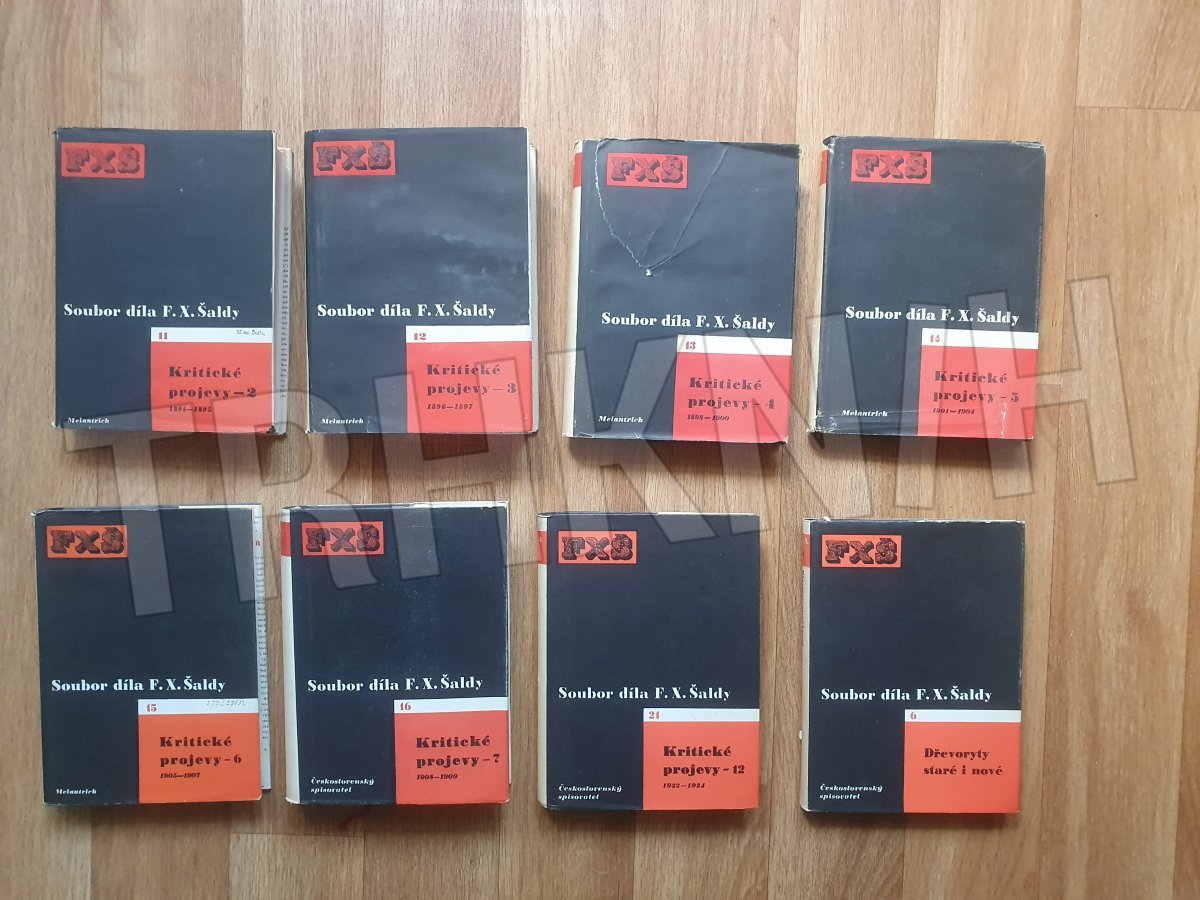 FXŠ
Soubor díla F. X. Šaldy
11
Kritické
projevy — 2
1894—1895
Melantrich
FXŠ
Soubor díla F. X. Šaldy
12
Kritické
projevy — 3
1896—1897
Melantrich
FXŠ
Soubor díla F. X. Šaldy
13
Kritické
projevy - 4
1898—1900
Melantrich
FXŠ
Soubor díla F. X. Šaldy
14
Kritické
projevy - 5
1901—1904
Melantrich
FXŠ
Soubor díla F. X. Šaldy
15
Kritické
projevy - 6
1905—1907
Melantrich
FXŠ
Soubor díla F. X. Šaldy
16
Kritické
projevy - 7
1908—1909
Československý
spisovatel
FXŠ
Soubor díla F. X. Šaldy
21
Kritické
projevy - 12
1922—1924
Československý
spisovatel
FXŠ
Soubor díla F. X. Šaldy
6
Dřevoryty
staré i nové
Československý
spisovatel
TRHKNIH